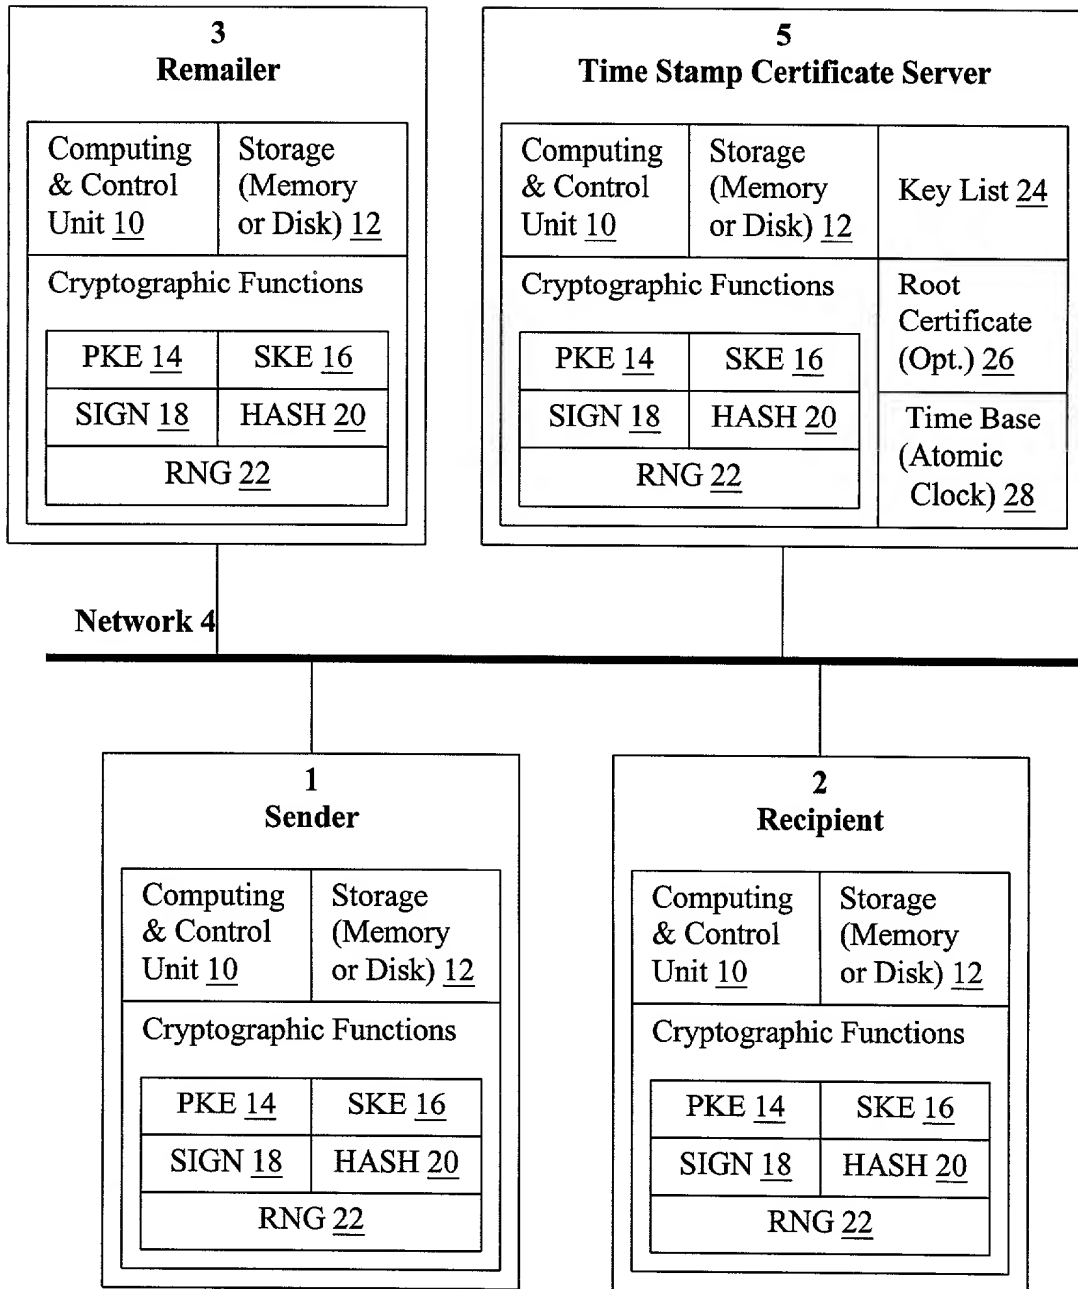 3
Remailer
Computing
& Control
Unit 10
Storage
(Memory
or Disk) 12
Cryptographic Functions
PKE 14
SKE 16
SIGN 18
HASH 20
RNG 22
5
Time Stamp Certificate Server
Computing
& Control
Unit 10
Storage
(Memory
or Disk) 12
Key List 24
Cryptographic Functions
PKE 14
SKE 16
SIGN 18
HASH 20
RNG 22
Root
Certificate
(Opt.) 26
Time Base
(Atomic
Clock) 28
Network 4
1
Sender
Computing
& Control
Unit 10
Storage
(Memory
or Disk) 12
Cryptographic Functions
PKE 14
SKE 16
SIGN 18
HASH 20
RNG 22
2
Recipient
Computing
& Control
Unit 10
Storage
(Memory
or Disk) 12
Cryptographic Functions
PKE 14
SKE 16
SIGN 18
HASH 20
RNG 22